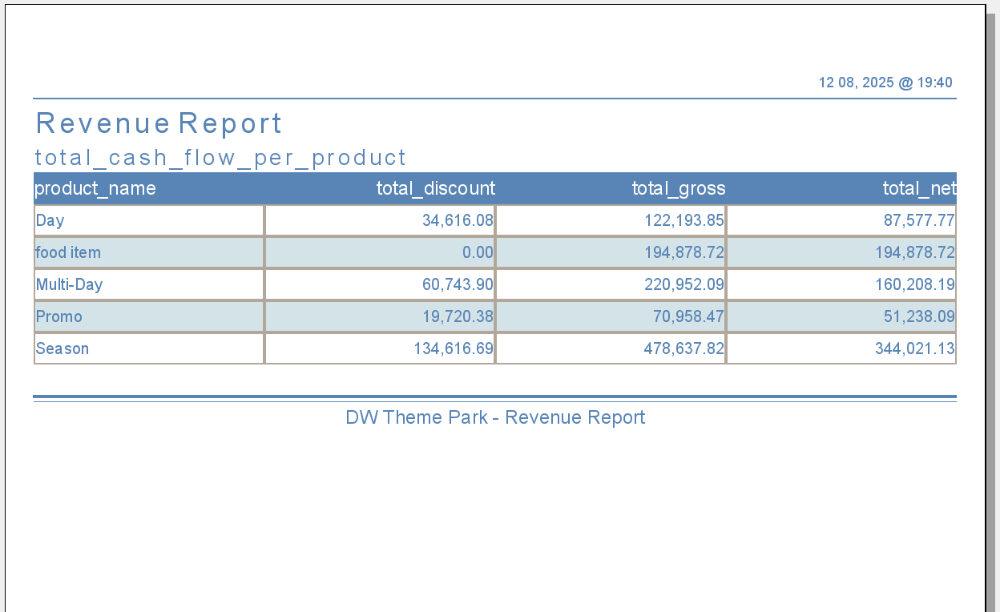 12 08, 2025 @ 19:40
Revenue Report
total_cash_flow_per_product
product_name total_discount total_gross total_net
Day 34,616.08 122,193.85 87,577.77
food item 0.00 194,878.72 194,878.72
Multi-Day 60,743.90 220,952.09 160,208.19
Promo 19,720.38 70,958.47 51,238.09
Season 134,616.69 478,637.82 344,021.13
DW Theme Park - Revenue Report